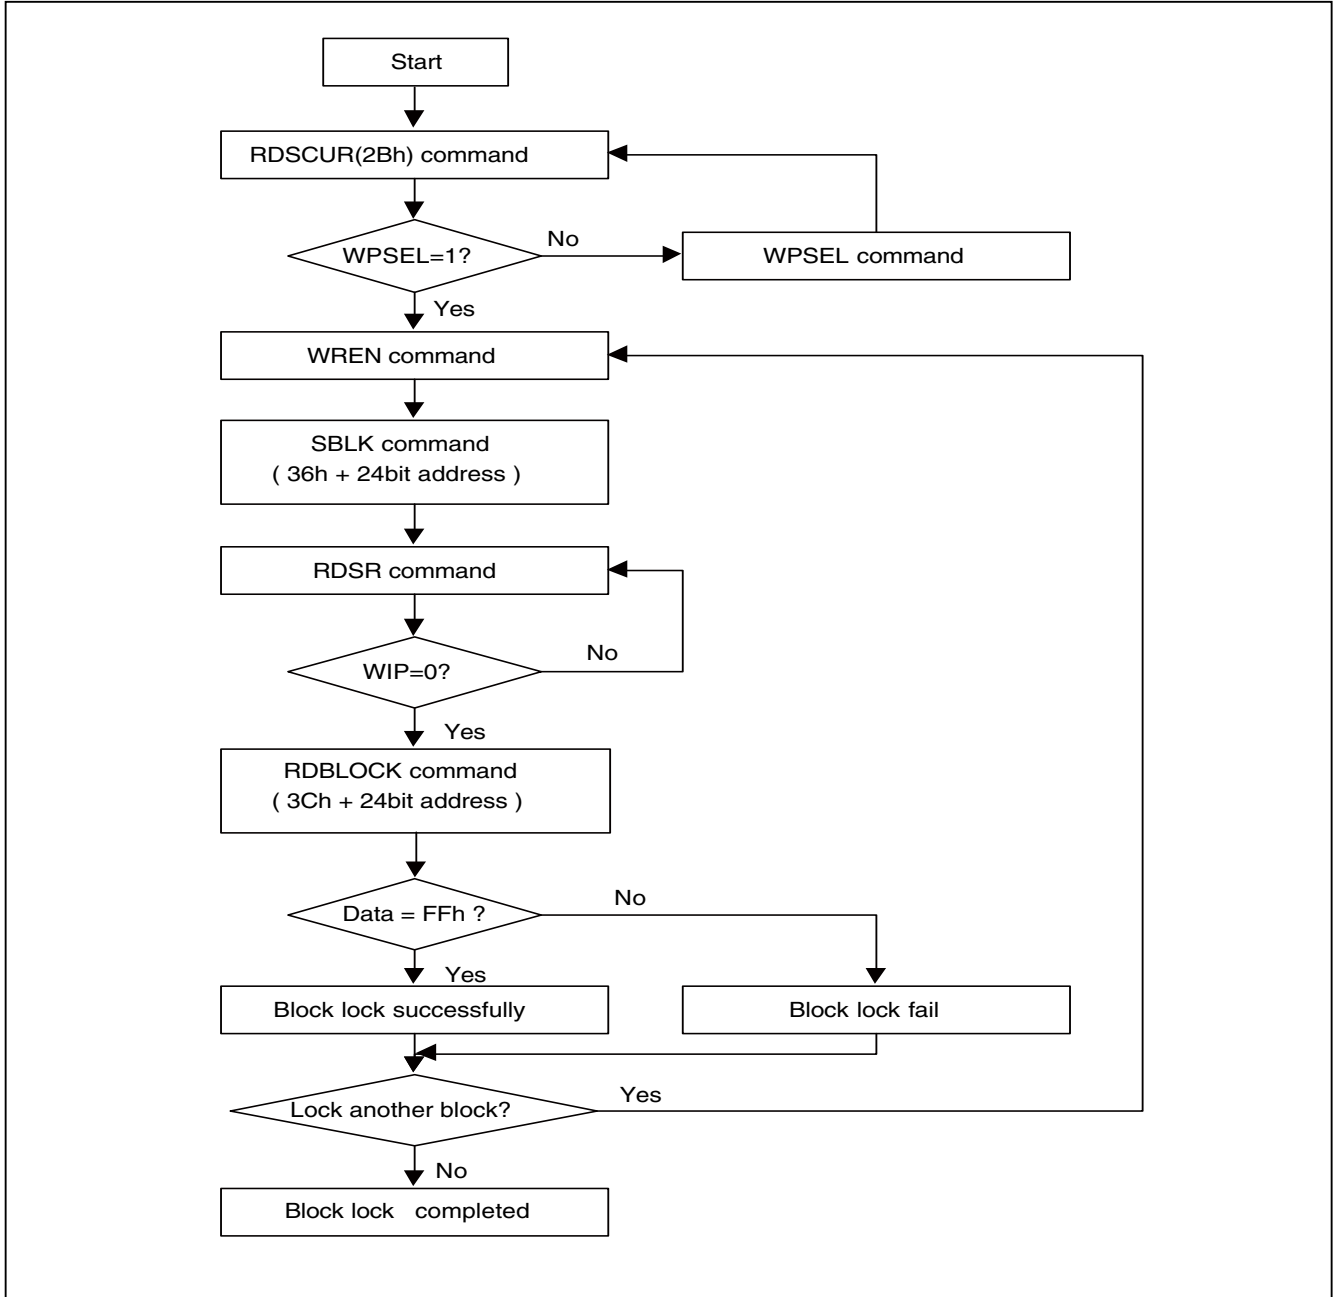 Start
RDSCUR(2Bh) command
WPSEL=1?
No
WPSEL command
Yes
WREN command
SBLK command
( 36h + 24bit address )
RDSR command
WIP=0?
No
Yes
RDBLOCK command
( 3Ch + 24bit address )
Data = FFh ?
No
Yes
Block lock successfully
Block lock fail
Lock another block?
Yes
No
Block lock completed